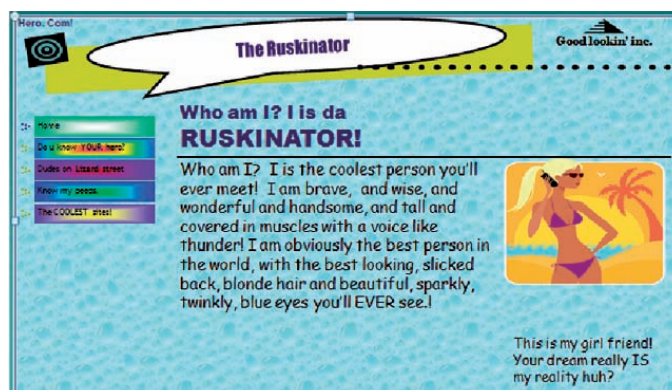 Hero. Com!
The Ruskinator
Good lookin' inc.
Home
Do u know YOUR hero?
Dudes on Lizard street
Know my peeps.
The COOLEST sites!
Who am I? I is da
RUSKINATOR!
Who am I? I is the coolest person you'll
ever meet! I am brave, and wise, and
wonderful and handsome, and tall and
covered in muscles with a voice like
thunder! I am obviously the best person in
the world, with the best looking, slicked
back, blonde hair and beautiful, sparkly,
twinkly, blue eyes you'll EVER see.!
This is my girl friend!
Your dream really IS
my reality huh?